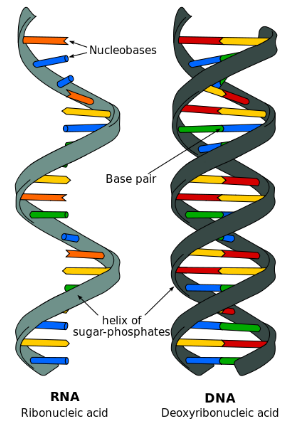 Nucleobases
Base pair
helix of
sugar-phosphates
RNA
Ribonucleic acid
DNA
Deoxyribonucleic acid